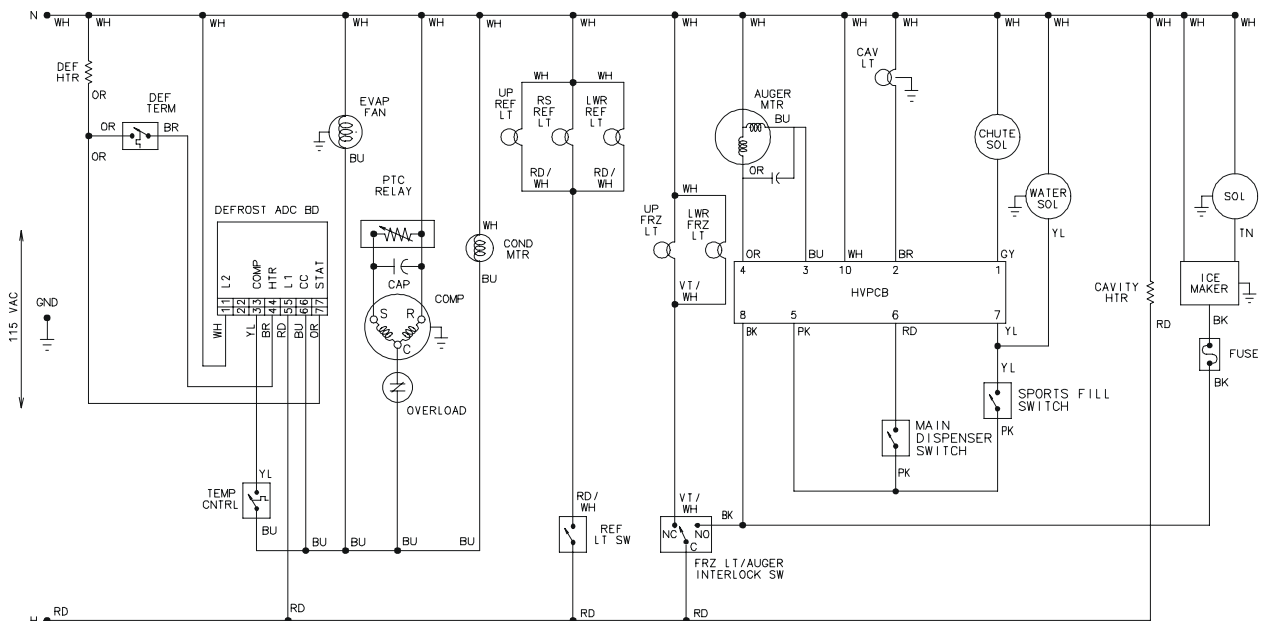 N WH WH WH WH WH WH WH WH WH WH WH WH WH WH
DEF
HTR
OR
DEF
TERM
OR
BR
OR
EVAP
FAN
BU
PTC
RELAY
DEFROST ADC BD
L2
COMP
HTR
L1
CC
STAT
1 2 3 4 5 6 7
WH
YL
BR
RD
BU
OR
CAP
COMP
S R
C
OVERLOAD
WH
COND
MTR
BU
WH WH
UP
REF
LT
RS
REF
LT
LWR
REF
LT
RD/
WH
RD/
WH
WH
UP
FRZ
LT
LWR
FRZ
LT
VT/
WH
AUGER
MTR
BU
OR
CAV
LT
CHUTE
SOL
WATER
SOL
YL
SOL
TN
OR BU WH BR GY
4 3 10 2 1
HVPCB
8 5 6 7
BK PK RD YL
CAVITY
HTR
RD
ICE
MAKER
BK
FUSE
BK
YL
SPORTS FILL
SWITCH
PK
MAIN
DISPENSER
SWITCH
PK
115 VAC
GND
YL
TEMP
CNTRL
BU
BU BU BU BU
RD/
WH
REF
LT SW
VT/
WH
BK
NC NO
C
FRZ LT/AUGER
INTERLOCK SW
H RD RD RD RD